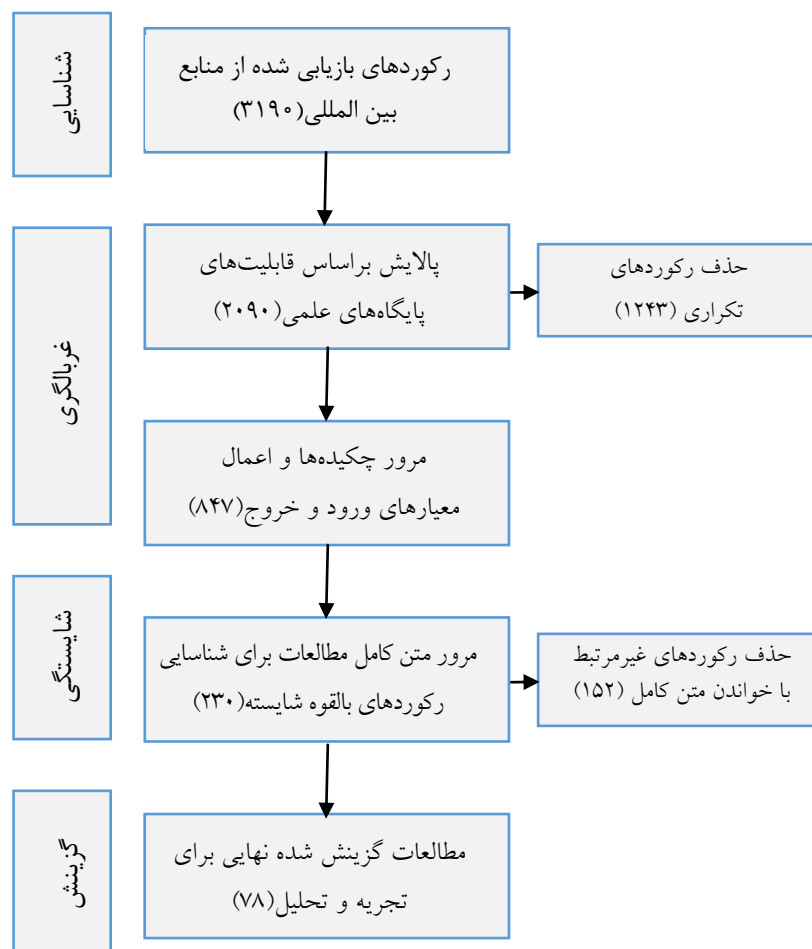 شناسایی
رکوردهای بازیابی شده از منابع
بین المللی(۳۱۹۰)
غربالگری
پالایش براساس قابلیت‌های
پایگاه‌های علمی(۲۰۹۰)
حذف رکوردهای
تکراری (۱۲۴۳)
مرور چکیده‌ها و اعمال
معیارهای ورود و خروج(۸۴۷)
شایستگی
مرور متن کامل مطالعات برای شناسایی
رکوردهای بالقوه شایسته(۲۳۰)
حذف رکوردهای غیرمرتبط
با خواندن متن کامل (۱۵۲)
گزینش
مطالعات گزینش شده نهایی برای
تجریه و تحلیل(۷۸)